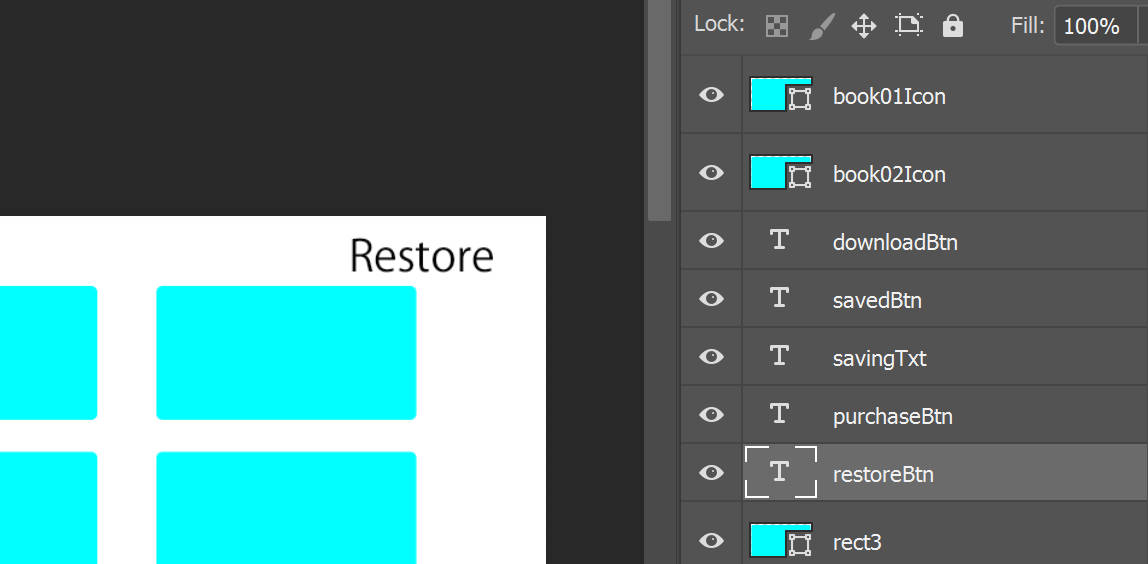 Lock:
Fill: 100%
book01Icon
book02Icon
downloadBtn
Restore
savedBtn
savingTxt
purchaseBtn
restoreBtn
rect3